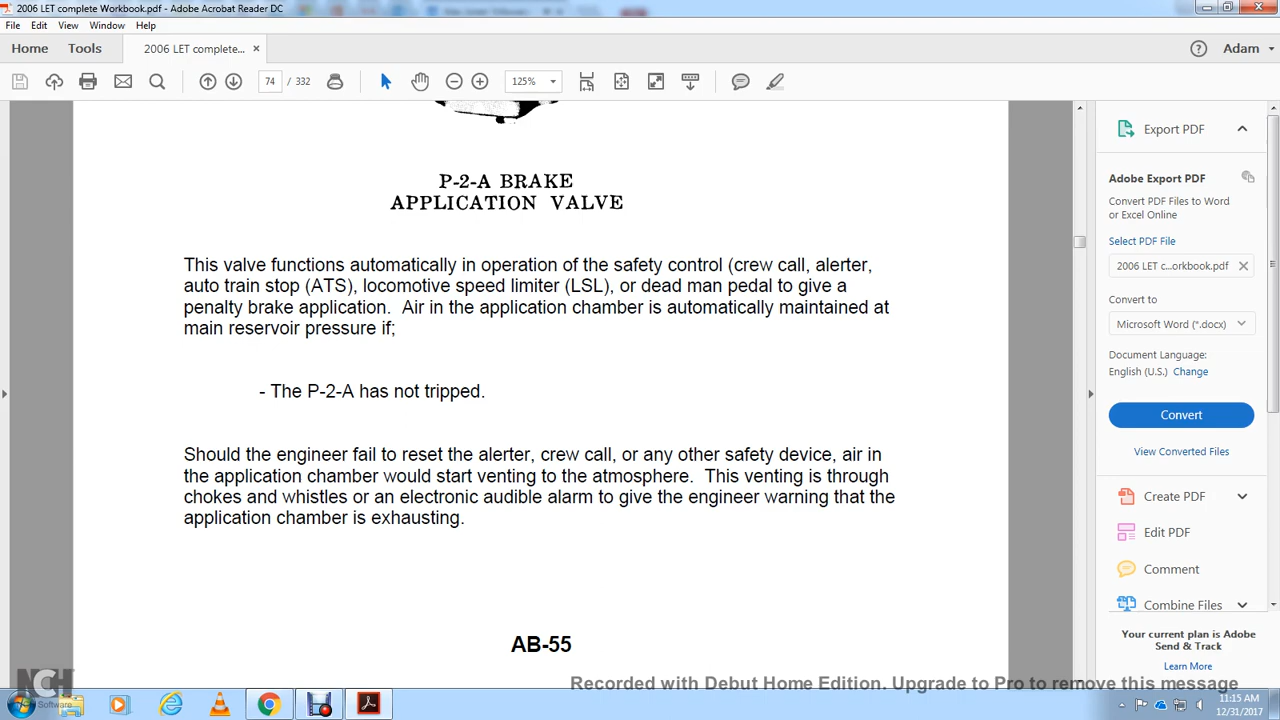 2006 LET complete Workbook.pdf - Adobe Acrobat Reader DC
File Edit View Window Help
Home Tools 2006 LET complete... × Adam
74 / 332 125%
P-2-A BRAKE
APPLICATION VALVE
This valve functions automatically in operation of the safety control (crew call, alerter,
auto train stop (ATS), locomotive speed limiter (LSL), or dead man pedal to give a
penalty brake application. Air in the application chamber is automatically maintained at
main reservoir pressure if;
- The P-2-A has not tripped.
Should the engineer fail to reset the alerter, crew call, or any other safety device, air in
the application chamber would start venting to the atmosphere. This venting is through
chokes and whistles or an electronic audible alarm to give the engineer warning that the
application chamber is exhausting.
AB-55
Export PDF
Adobe Export PDF
Convert PDF Files to Word
or Excel Online
Select PDF File
2006 LET c...orkbook.pdf
Convert to
Microsoft Word (*.docx)
Document Language:
English (U.S.) Change
Convert
View Converted Files
Create PDF
Edit PDF
Comment
Combine Files
Your current plan is Adobe
Send & Track
Learn More
NCH
Software
Recorded with Debut Home Edition. Upgrade to Pro to remove this message
11:15 AM
12/31/2017